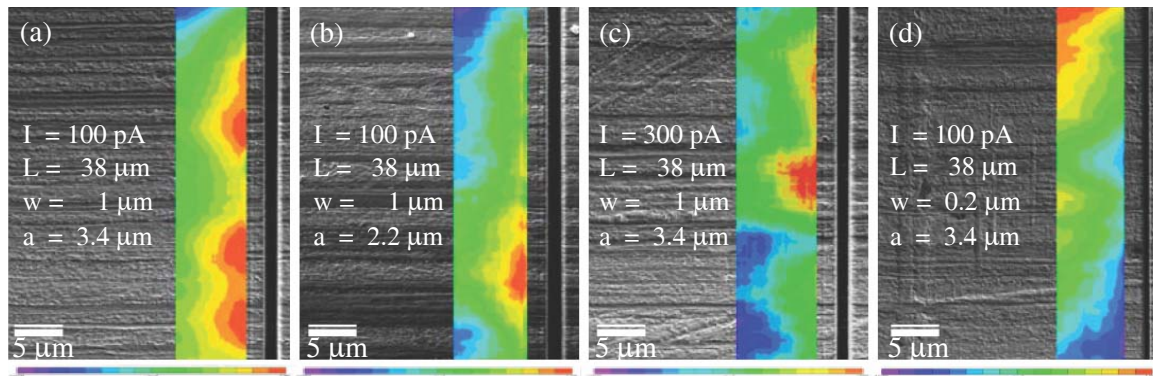 (a)
I = 100 pA
L = 38 μm
w = 1 μm
a = 3.4 μm
5 μm
(b)
I = 100 pA
L = 38 μm
w = 1 μm
a = 2.2 μm
5 μm
(c)
I = 300 pA
L = 38 μm
w = 1 μm
a = 3.4 μm
5 μm
(d)
I = 100 pA
L = 38 μm
w = 0.2 μm
a = 3.4 μm
5 μm